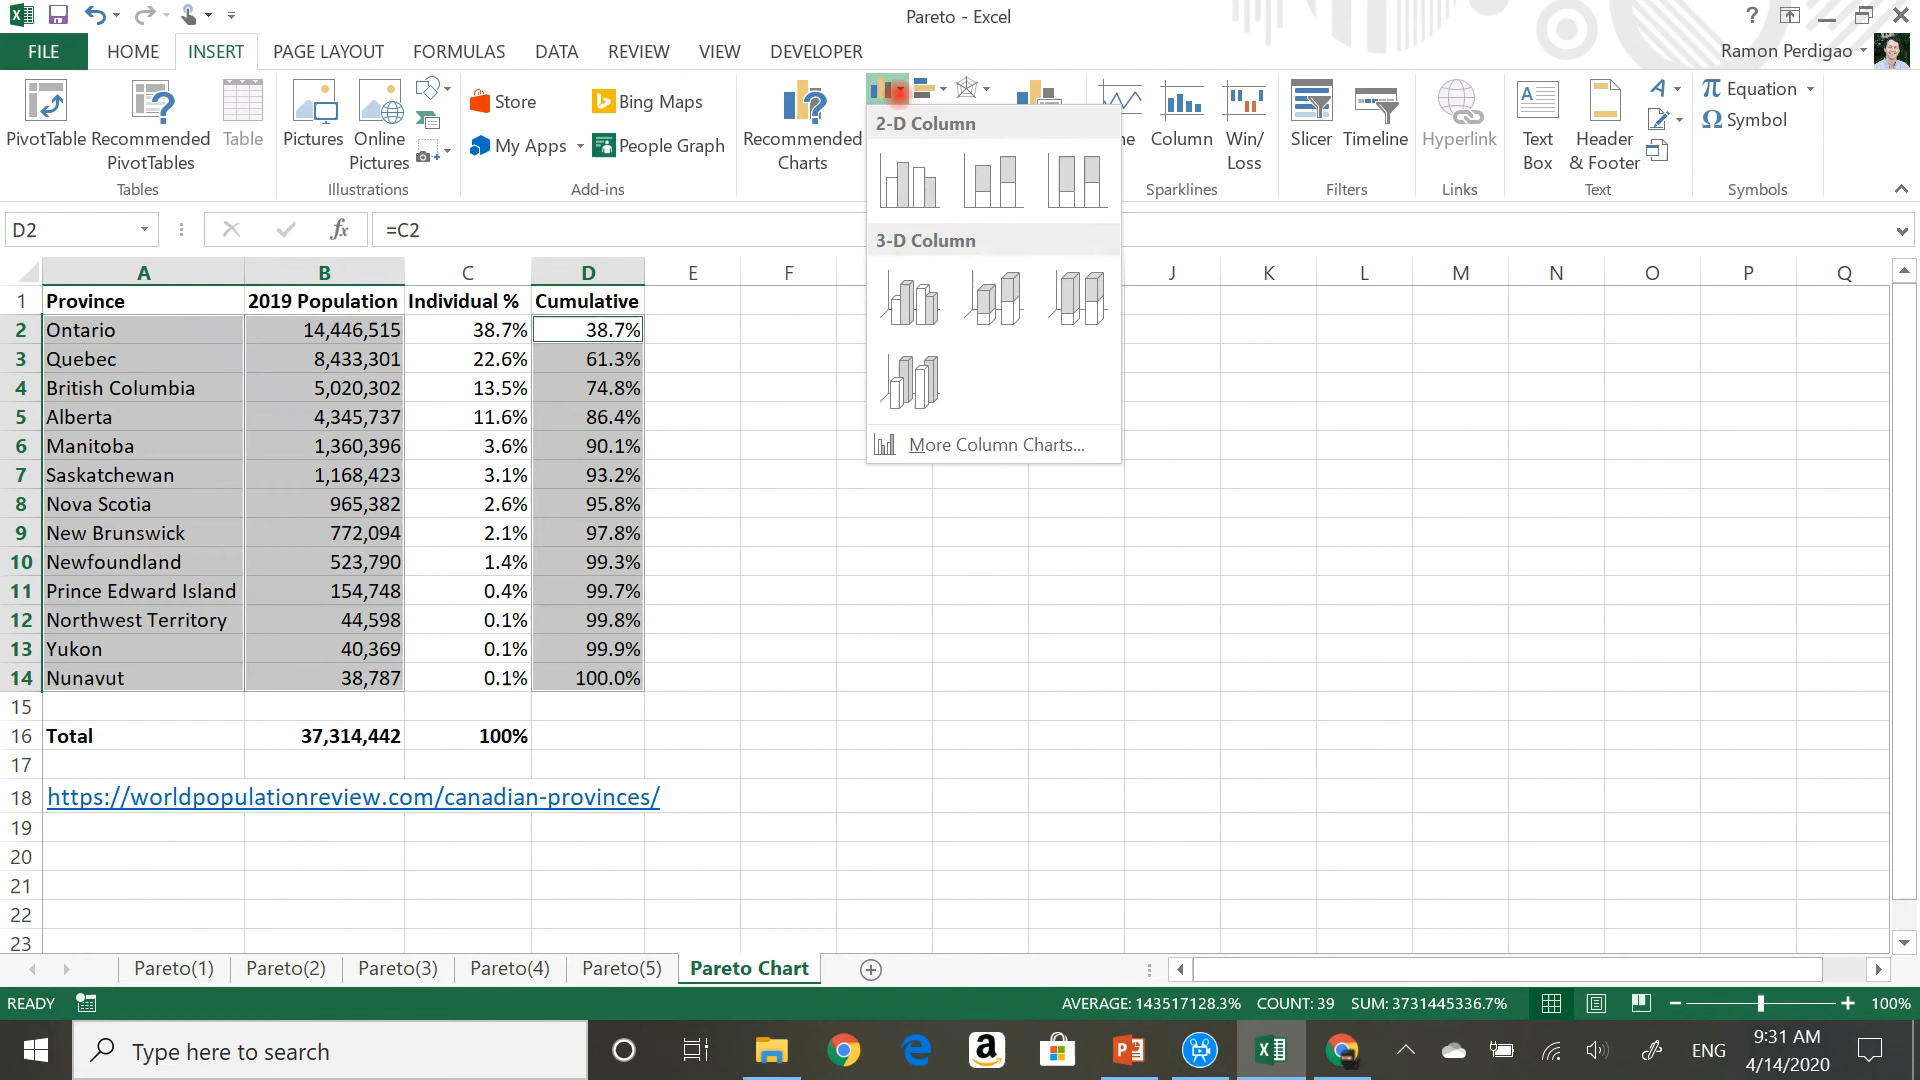 Pareto - Excel
?
FILE HOME INSERT PAGE LAYOUT FORMULAS DATA REVIEW VIEW DEVELOPER Ramon Perdigao
PivotTable Recommended PivotTables Table
Tables
Pictures Online Pictures
Illustrations
Store Bing Maps
My Apps People Graph
Add-ins
Recommended Charts
Column Win/Loss
Sparklines
Slicer Timeline
Filters
Hyperlink
Links
Text Box Header & Footer
Text
π Equation
Ω Symbol
Symbols
2-D Column
3-D Column
More Column Charts...
D2 fx =C2
A B C D E F J K L M N O P Q
1 Province 2019 Population Individual % Cumulative
2 Ontario 14,446,515 38.7% 38.7%
3 Quebec 8,433,301 22.6% 61.3%
4 British Columbia 5,020,302 13.5% 74.8%
5 Alberta 4,345,737 11.6% 86.4%
6 Manitoba 1,360,396 3.6% 90.1%
7 Saskatchewan 1,168,423 3.1% 93.2%
8 Nova Scotia 965,382 2.6% 95.8%
9 New Brunswick 772,094 2.1% 97.8%
10 Newfoundland 523,790 1.4% 99.3%
11 Prince Edward Island 154,748 0.4% 99.7%
12 Northwest Territory 44,598 0.1% 99.8%
13 Yukon 40,369 0.1% 99.9%
14 Nunavut 38,787 0.1% 100.0%
15
16 Total 37,314,442 100%
17
18 https://worldpopulationreview.com/canadian-provinces/
19
20
21
22
23
Pareto(1) Pareto(2) Pareto(3) Pareto(4) Pareto(5) Pareto Chart
READY AVERAGE: 143517128.3% COUNT: 39 SUM: 3731445336.7% 100%
Type here to search
ENG
9:31 AM
4/14/2020